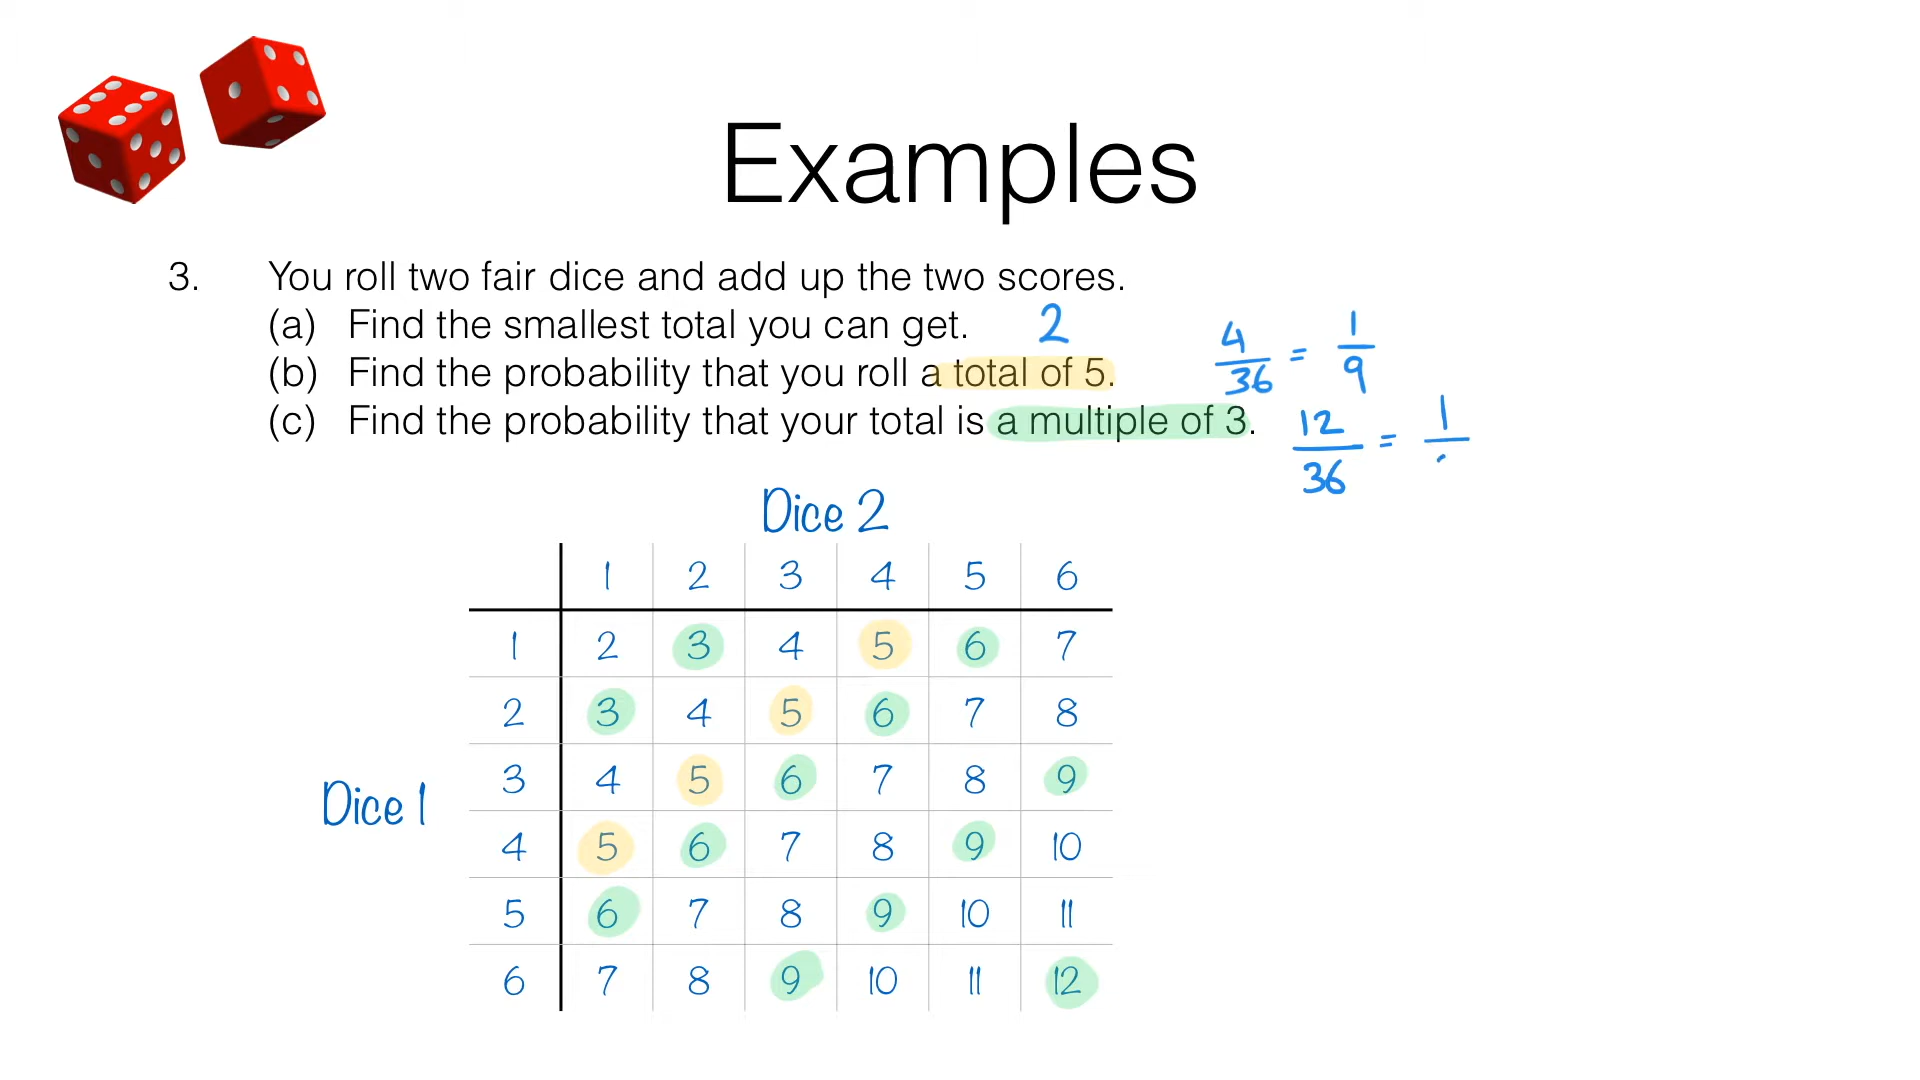 Examples
3. You roll two fair dice and add up the two scores.
(a) Find the smallest total you can get. 2
(b) Find the probability that you roll a total of 5. 4/36 = 1/9
(c) Find the probability that your total is a multiple of 3. 12/36 = 1/
Dice 2
1 2 3 4 5 6
1 2 3 4 5 6 7
2 3 4 5 6 7 8
3 4 5 6 7 8 9
Dice 1
4 5 6 7 8 9 10
5 6 7 8 9 10 11
6 7 8 9 10 11 12